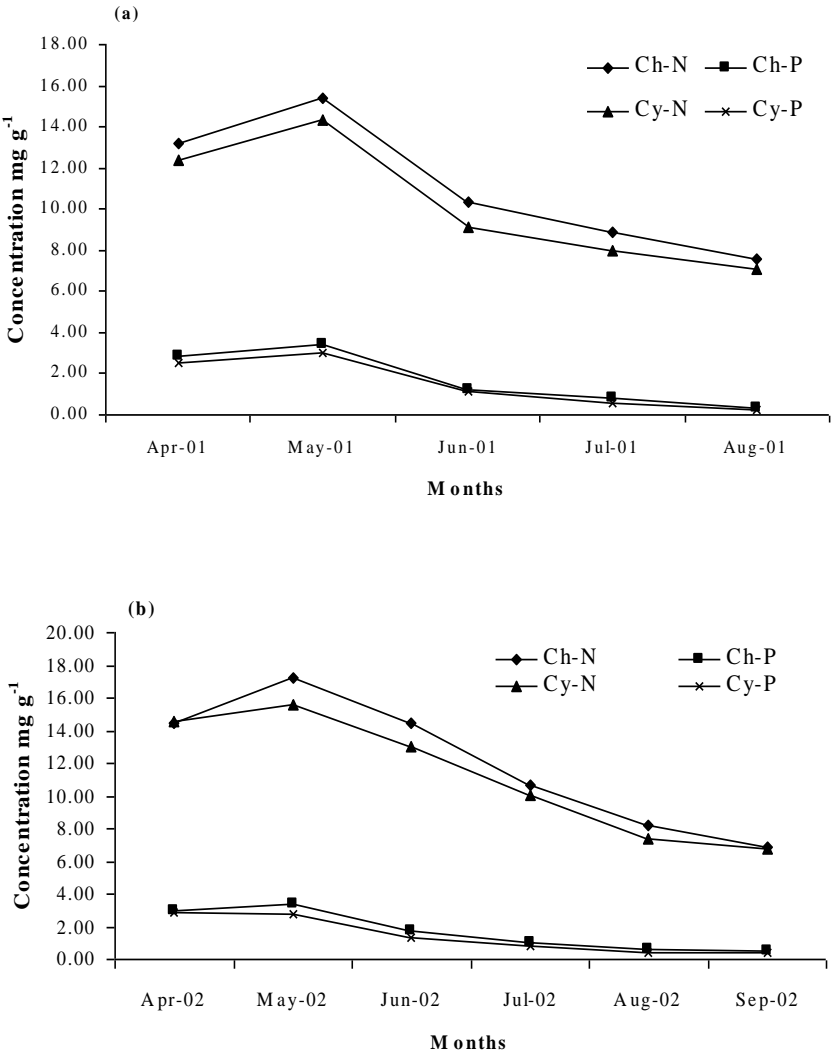 (a)
18.00
16.00
14.00
12.00
10.00
8.00
6.00
4.00
2.00
0.00
Concentration mg g-1
Ch-N Ch-P
Cy-N Cy-P
Apr-01 May-01 Jun-01 Jul-01 Aug-01
Months
(b)
20.00
18.00
16.00
14.00
12.00
10.00
8.00
6.00
4.00
2.00
0.00
Concentration mg g-1
Ch-N Ch-P
Cy-N Cy-P
Apr-02 May-02 Jun-02 Jul-02 Aug-02 Sep-02
Months